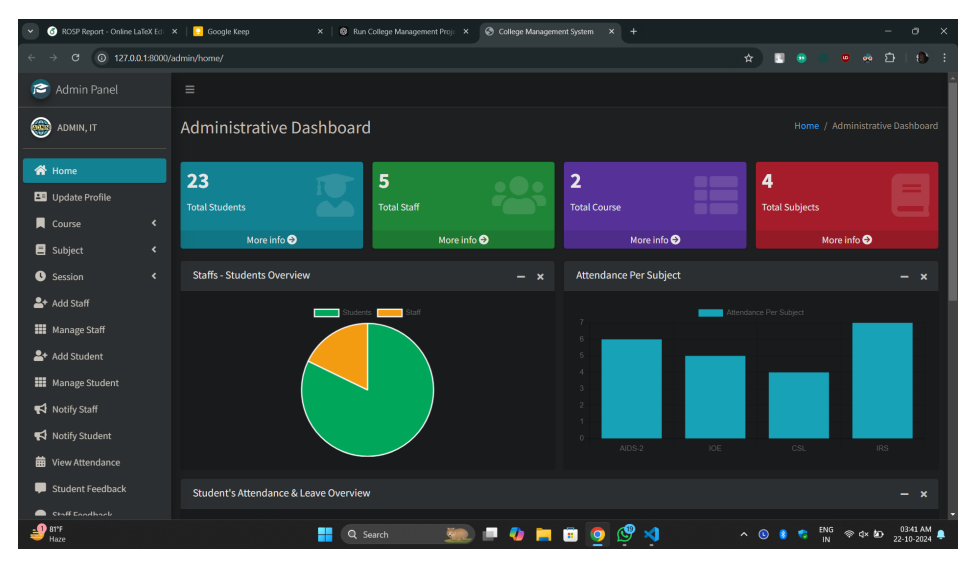 ROSP Report - Online LaTeX Edi
Google Keep
Run College Management Proje
College Management System
127.0.0.1:8000/admin/home/
Admin Panel
ADMIN, IT
Administrative Dashboard
Home / Administrative Dashboard
Home
Update Profile
Course
Subject
Session
Add Staff
Manage Staff
Add Student
Manage Student
Notify Staff
Notify Student
View Attendance
Student Feedback
Staff Feedback
23
Total Students
More info
5
Total Staff
More info
2
Total Course
More info
4
Total Subjects
More info
Staffs - Students Overview
Students
Staff
Attendance Per Subject
Attendance Per Subject
7
6
5
4
3
2
1
0
AIDS-2
IOE
CSL
IRS
Student's Attendance & Leave Overview
1
81°F
Haze
Search
ENG
IN
03:41 AM
22-10-2024